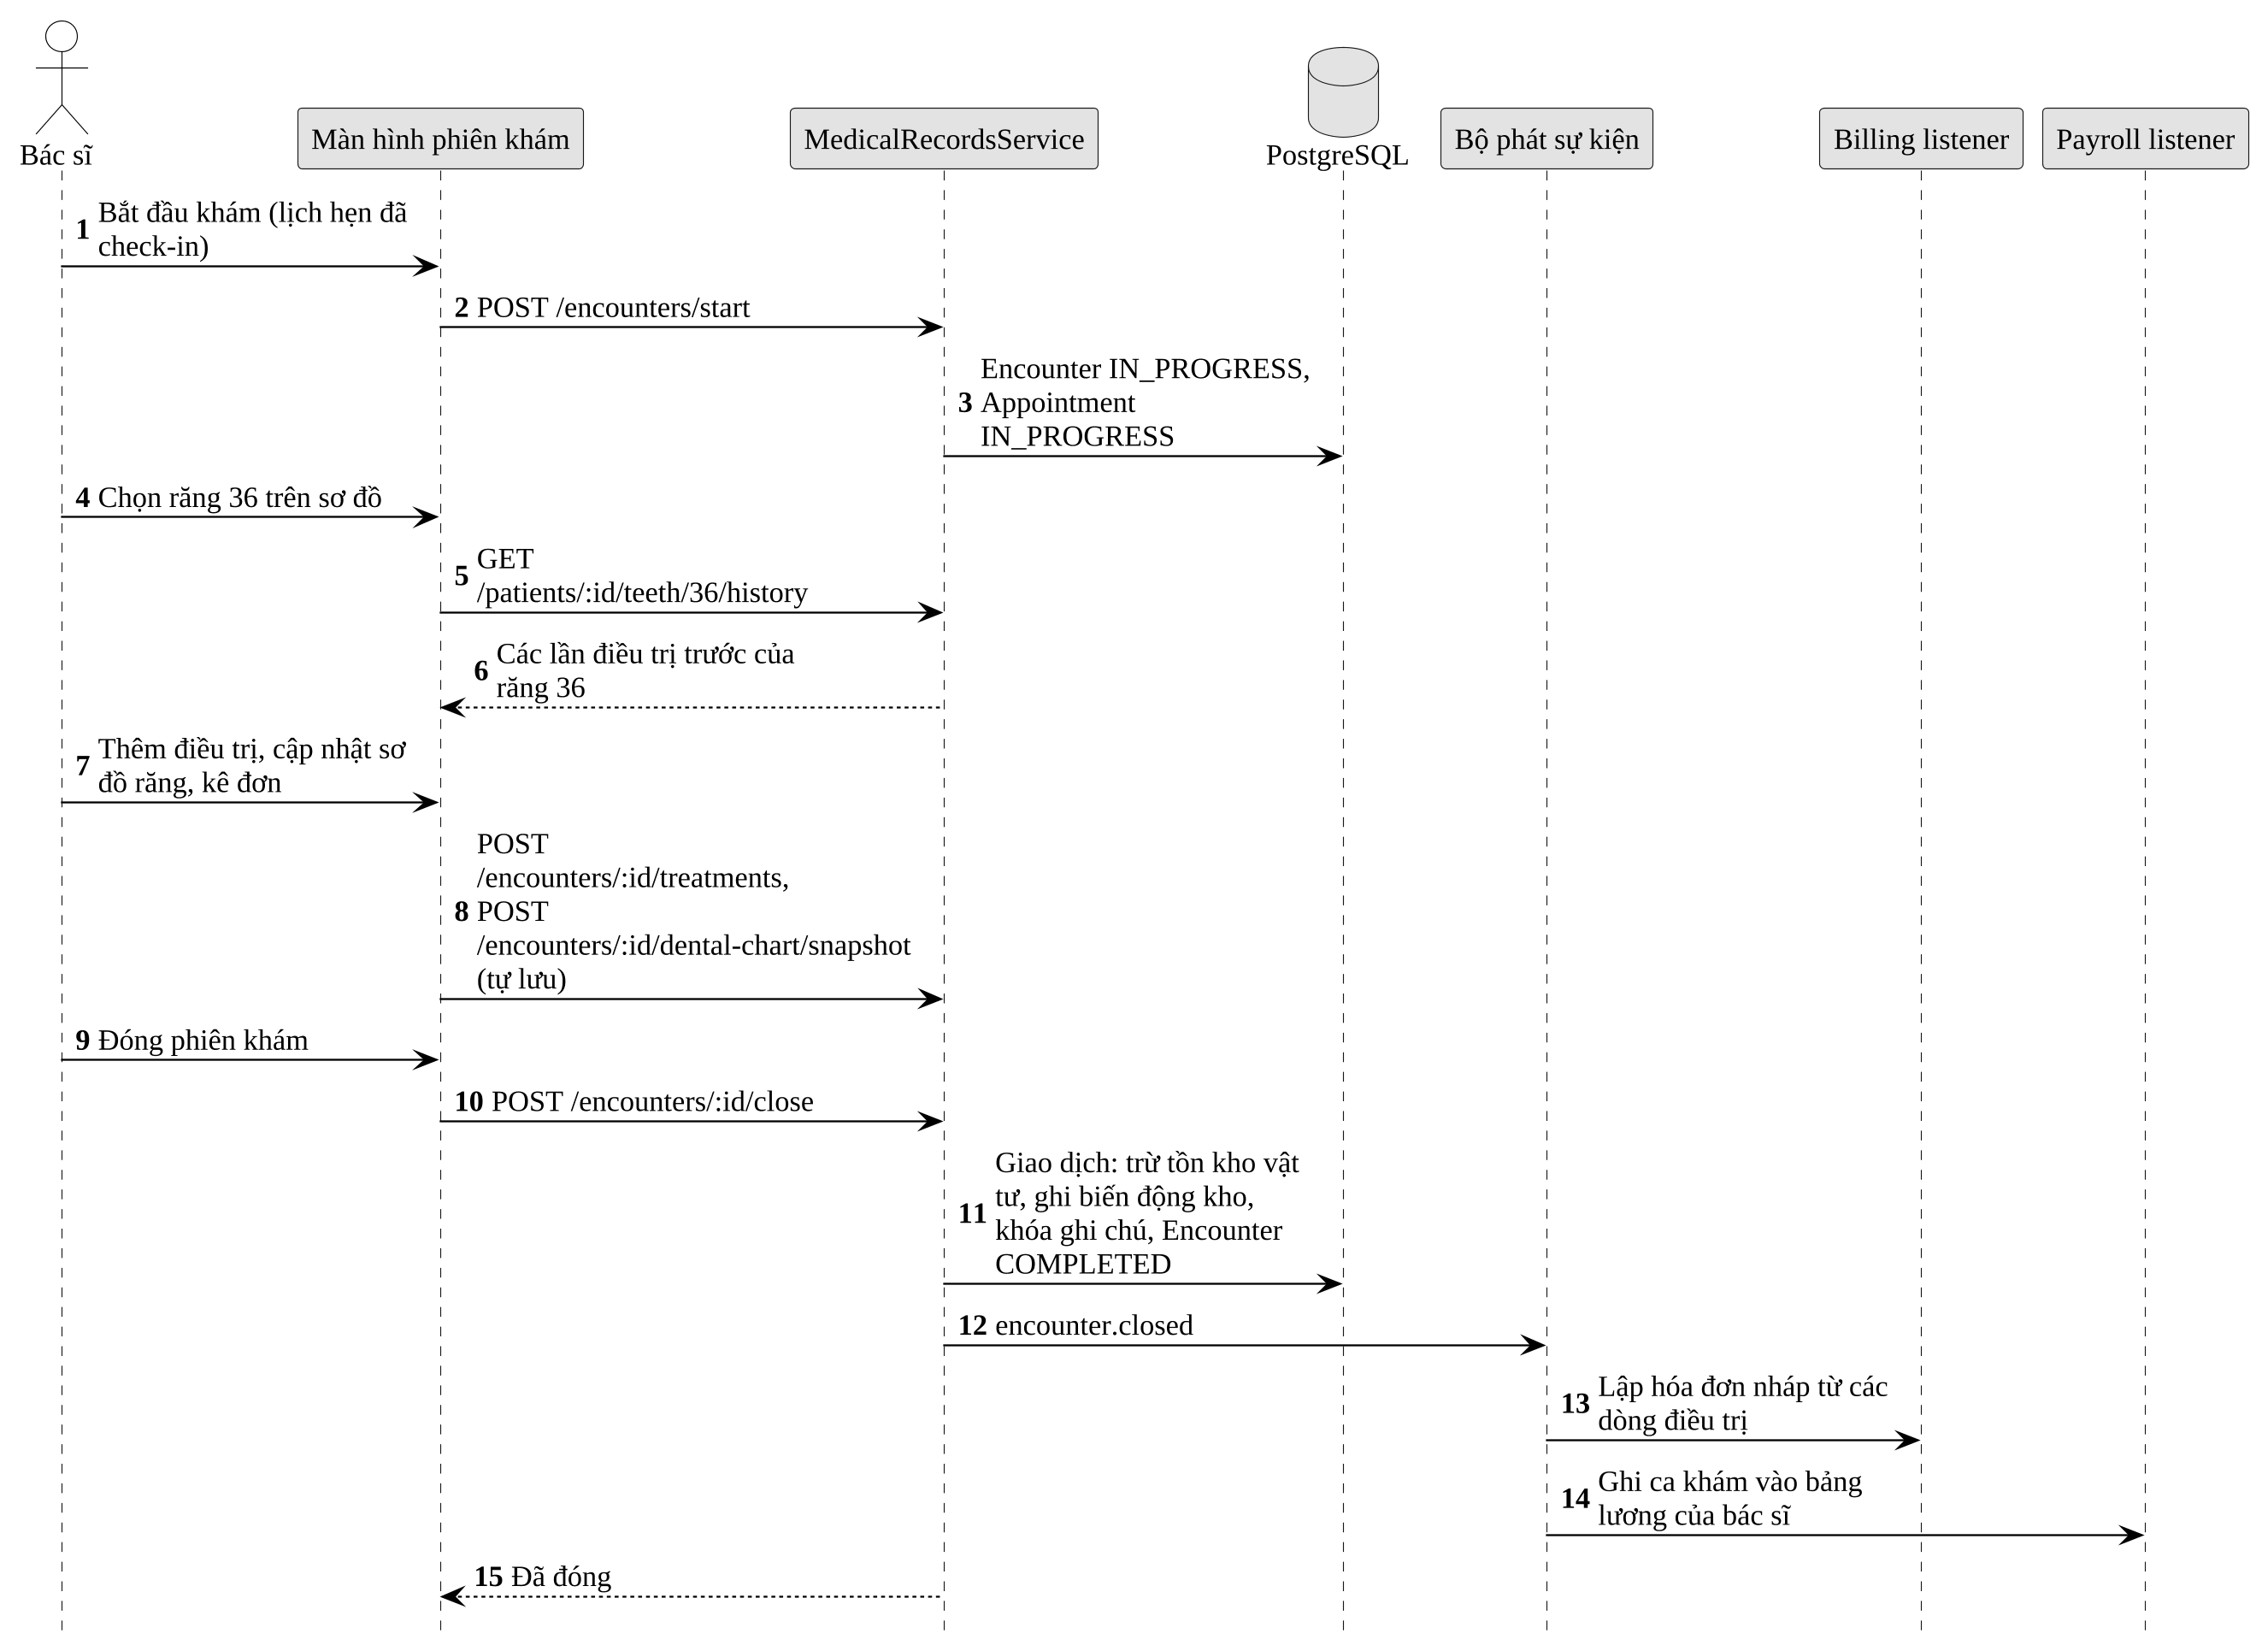 Bác sĩ
Màn hình phiên khám
MedicalRecordsService
PostgreSQL
Bộ phát sự kiện
Billing listener
Payroll listener
1 Bắt đầu khám (lịch hẹn đã
check-in)
2 POST /encounters/start
3 Encounter IN_PROGRESS,
Appointment
IN_PROGRESS
4 Chọn răng 36 trên sơ đồ
5 GET
/patients/:id/teeth/36/history
6 Các lần điều trị trước của
răng 36
7 Thêm điều trị, cập nhật sơ
đồ răng, kê đơn
8 POST
/encounters/:id/treatments,
POST
/encounters/:id/dental-chart/snapshot
(tự lưu)
9 Đóng phiên khám
10 POST /encounters/:id/close
11 Giao dịch: trừ tồn kho vật
tư, ghi biến động kho,
khóa ghi chú, Encounter
COMPLETED
12 encounter.closed
13 Lập hóa đơn nháp từ các
dòng điều trị
14 Ghi ca khám vào bảng
lương của bác sĩ
15 Đã đóng